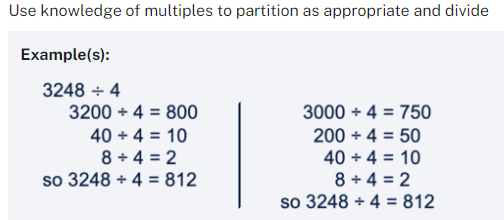 Use knowledge of multiples to partition as appropriate and divide
Example(s):
3248 ÷ 4
3200 ÷ 4 = 800
40 ÷ 4 = 10
8 ÷ 4 = 2
so 3248 ÷ 4 = 812
3000 ÷ 4 = 750
200 ÷ 4 = 50
40 ÷ 4 = 10
8 ÷ 4 = 2
so 3248 ÷ 4 = 812